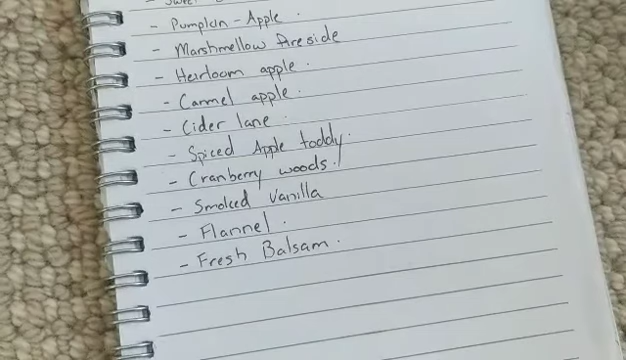 - Pumpkin - Apple.
- Marshmellow fireside
- Heirloom apple.
- Carmel apple.
- Cider lane.
- Spiced Apple toddy.
- Cranberry woods.
- Smoked Vanilla
- Flannel.
- Fresh Balsam.